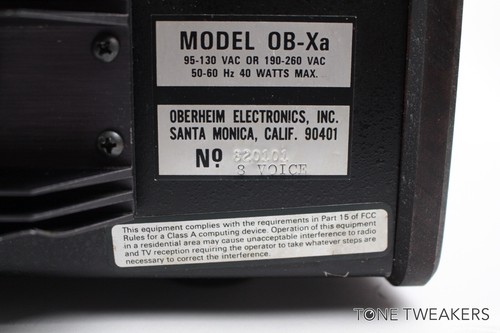 MODEL OB-Xa
95-130 VAC OR 190-260 VAC
50-60 Hz 40 WATTS MAX.
OBERHEIM ELECTRONICS, INC.
SANTA MONICA, CALIF. 90401
Nº 820101
8 VOICE
This equipment complies with the requirements in Part 15 of FCC
Rules for a Class A computing device. Operation of this equipment
in a residential area may cause unacceptable interference to radio
and TV reception requiring the operator to take whatever steps are
necessary to correct the interference.
TONE TWEAKERS